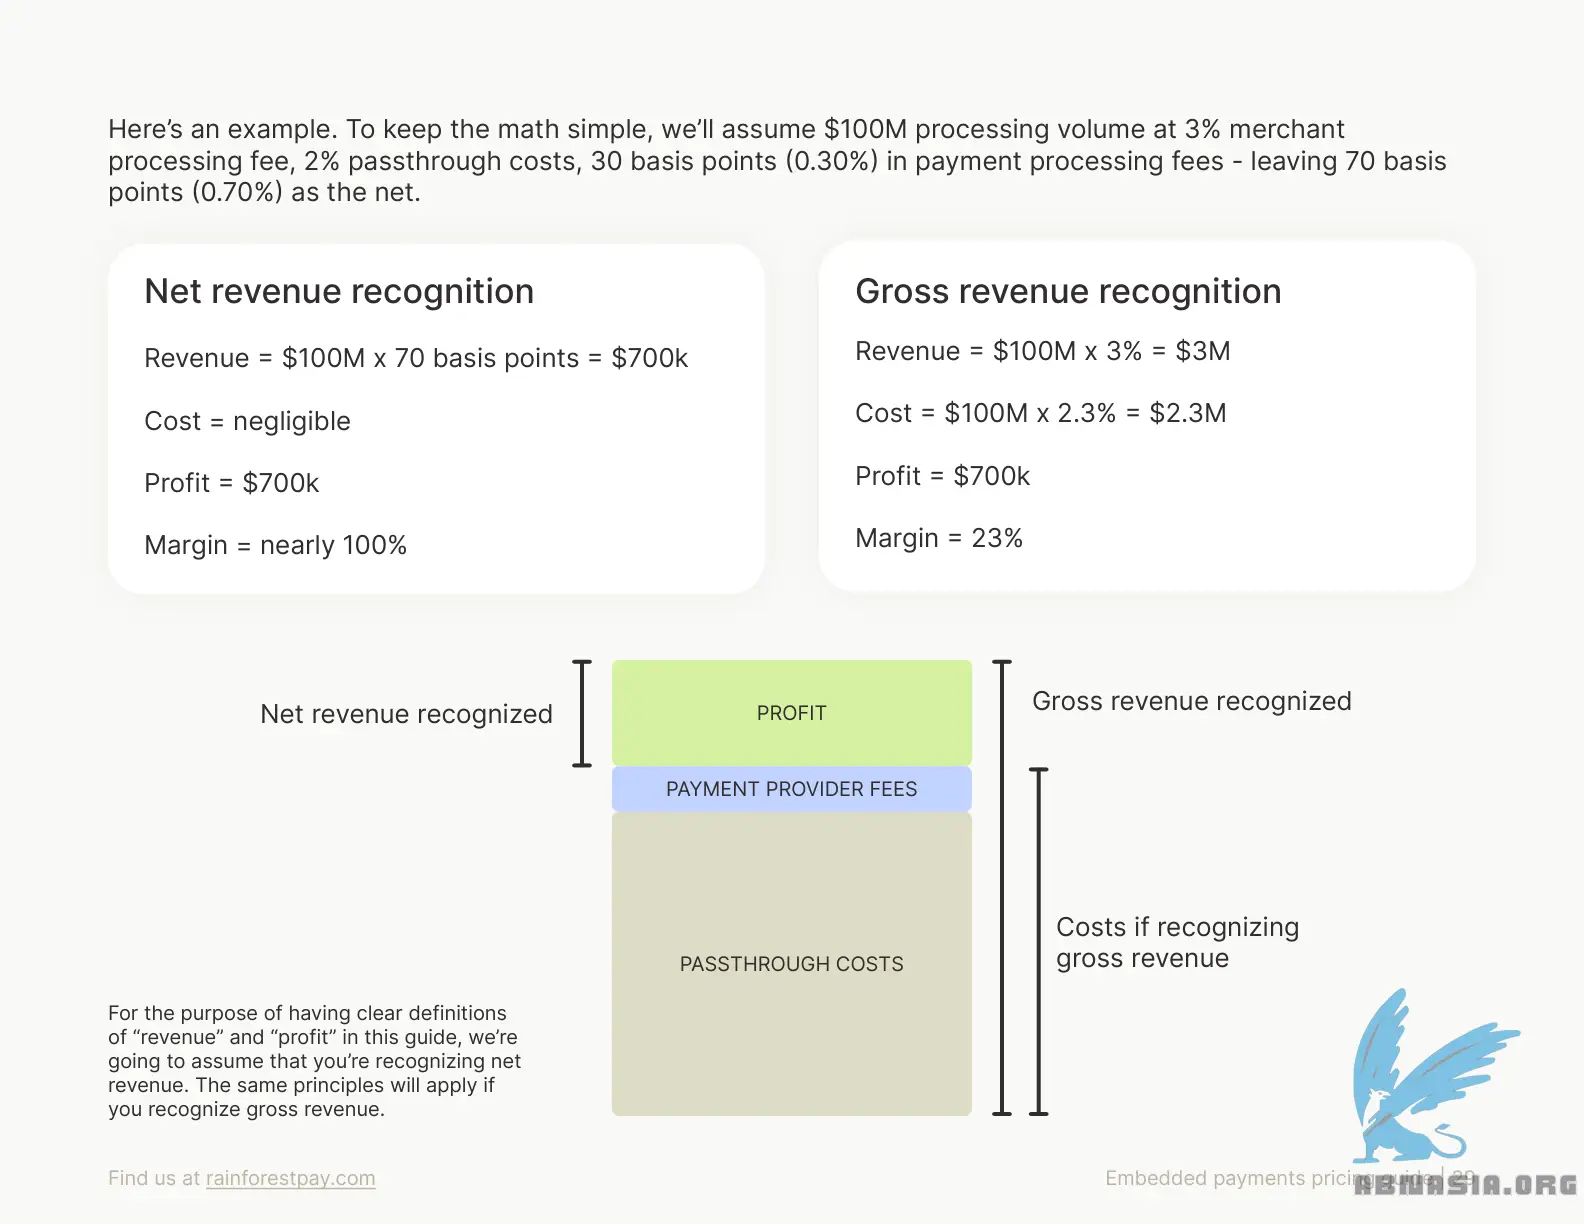 Here’s an example. To keep the math simple, we’ll assume $100M processing volume at 3% merchant
processing fee, 2% passthrough costs, 30 basis points (0.30%) in payment processing fees - leaving 70 basis
points (0.70%) as the net.
Net revenue recognition
Revenue = $100M x 70 basis points = $700k
Cost = negligible
Profit = $700k
Margin = nearly 100%
Gross revenue recognition
Revenue = $100M x 3% = $3M
Cost = $100M x 2.3% = $2.3M
Profit = $700k
Margin = 23%
Net revenue recognized
PROFIT
Gross revenue recognized
PAYMENT PROVIDER FEES
PASSTHROUGH COSTS
Costs if recognizing
gross revenue
For the purpose of having clear definitions
of “revenue” and “profit” in this guide, we’re
going to assume that you’re recognizing net
revenue. The same principles will apply if
you recognize gross revenue.
Find us at rainforestpay.com
Embedded payments pricing guide | 29